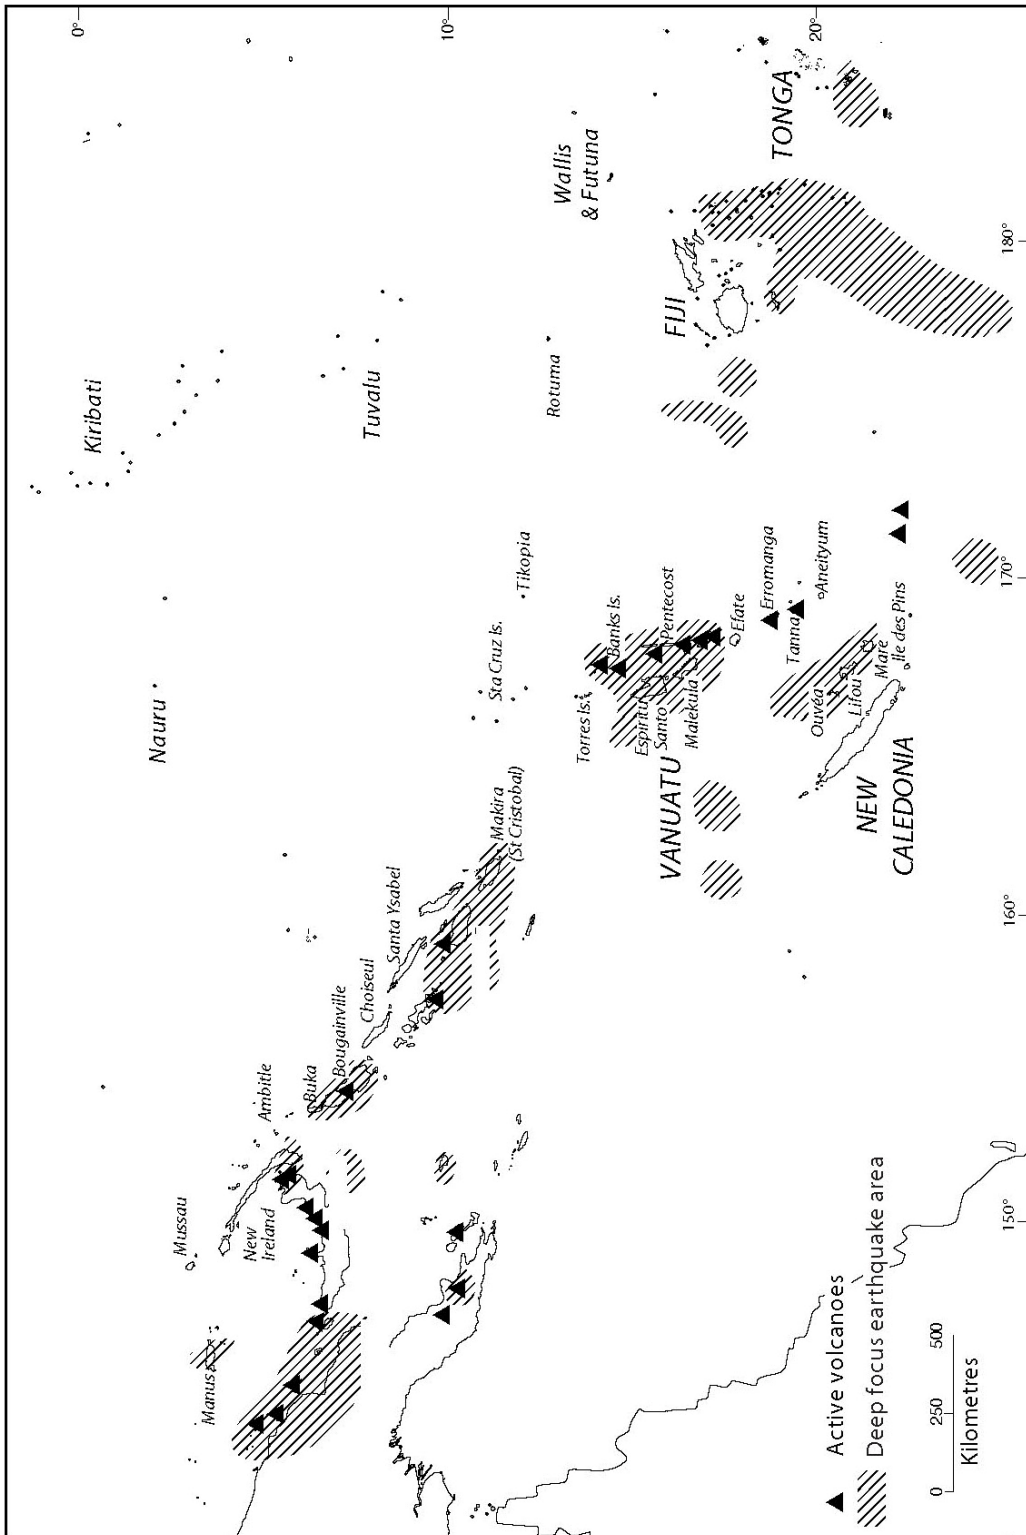 0°
10°
20°
Kiribati
Tuvalu
Wallis
& Futuna
TONGA
FIJI
Rotuma
180°
Nauru
Sta Cruz Is.
Tikopia
Torres Is.
Banks Is.
Espiritu
Santo
Pentecost
Malekula
Efate
Erromanga
Tanna
Aneityum
VANUATU
Ouvéa
Lifou
Mare
Ile des Pins
NEW
CALEDONIA
170°
Makira
(St Cristobal)
Santa Ysabel
Choiseul
Bougainville
Buka
Ambitle
160°
Mussau
New
Ireland
Manus
150°
Active volcanoes
Deep focus earthquake area
0
250
500
Kilometres